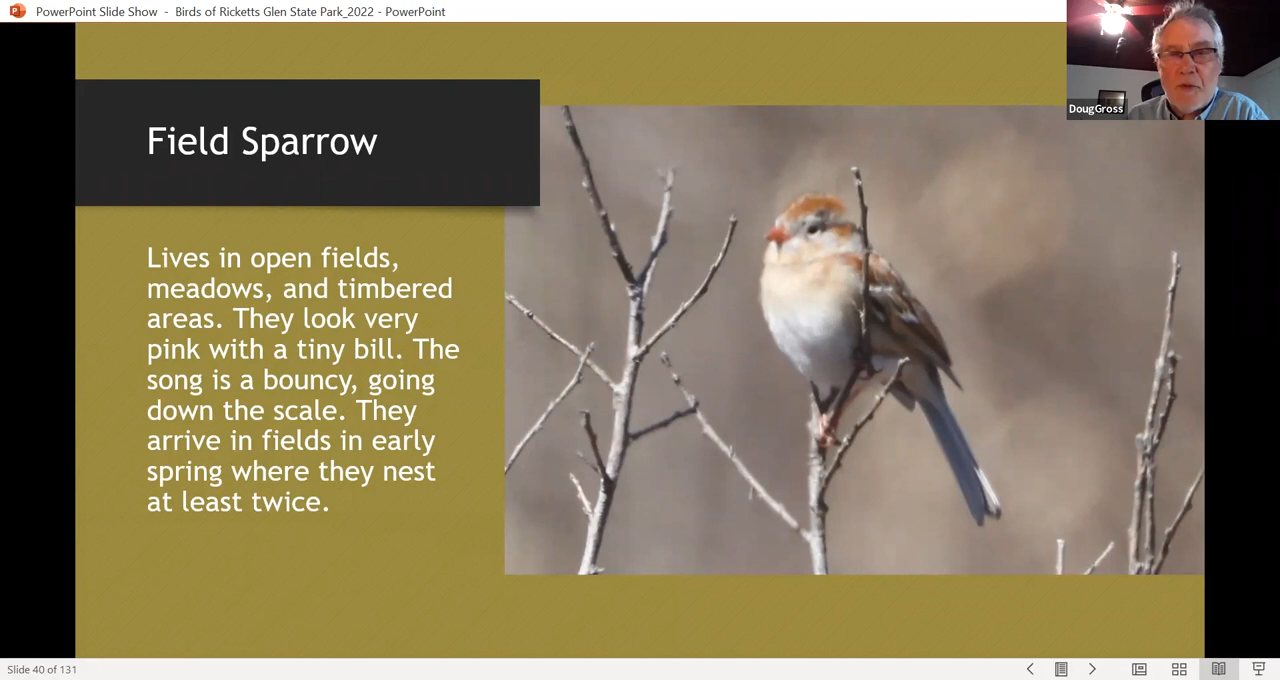 PowerPoint Slide Show - Birds of Ricketts Glen State Park_2022 - PowerPoint
DougGross
Field Sparrow
Lives in open fields,
meadows, and timbered
areas. They look very
pink with a tiny bill. The
song is a bouncy, going
down the scale. They
arrive in fields in early
spring where they nest
at least twice.
Slide 40 of 131